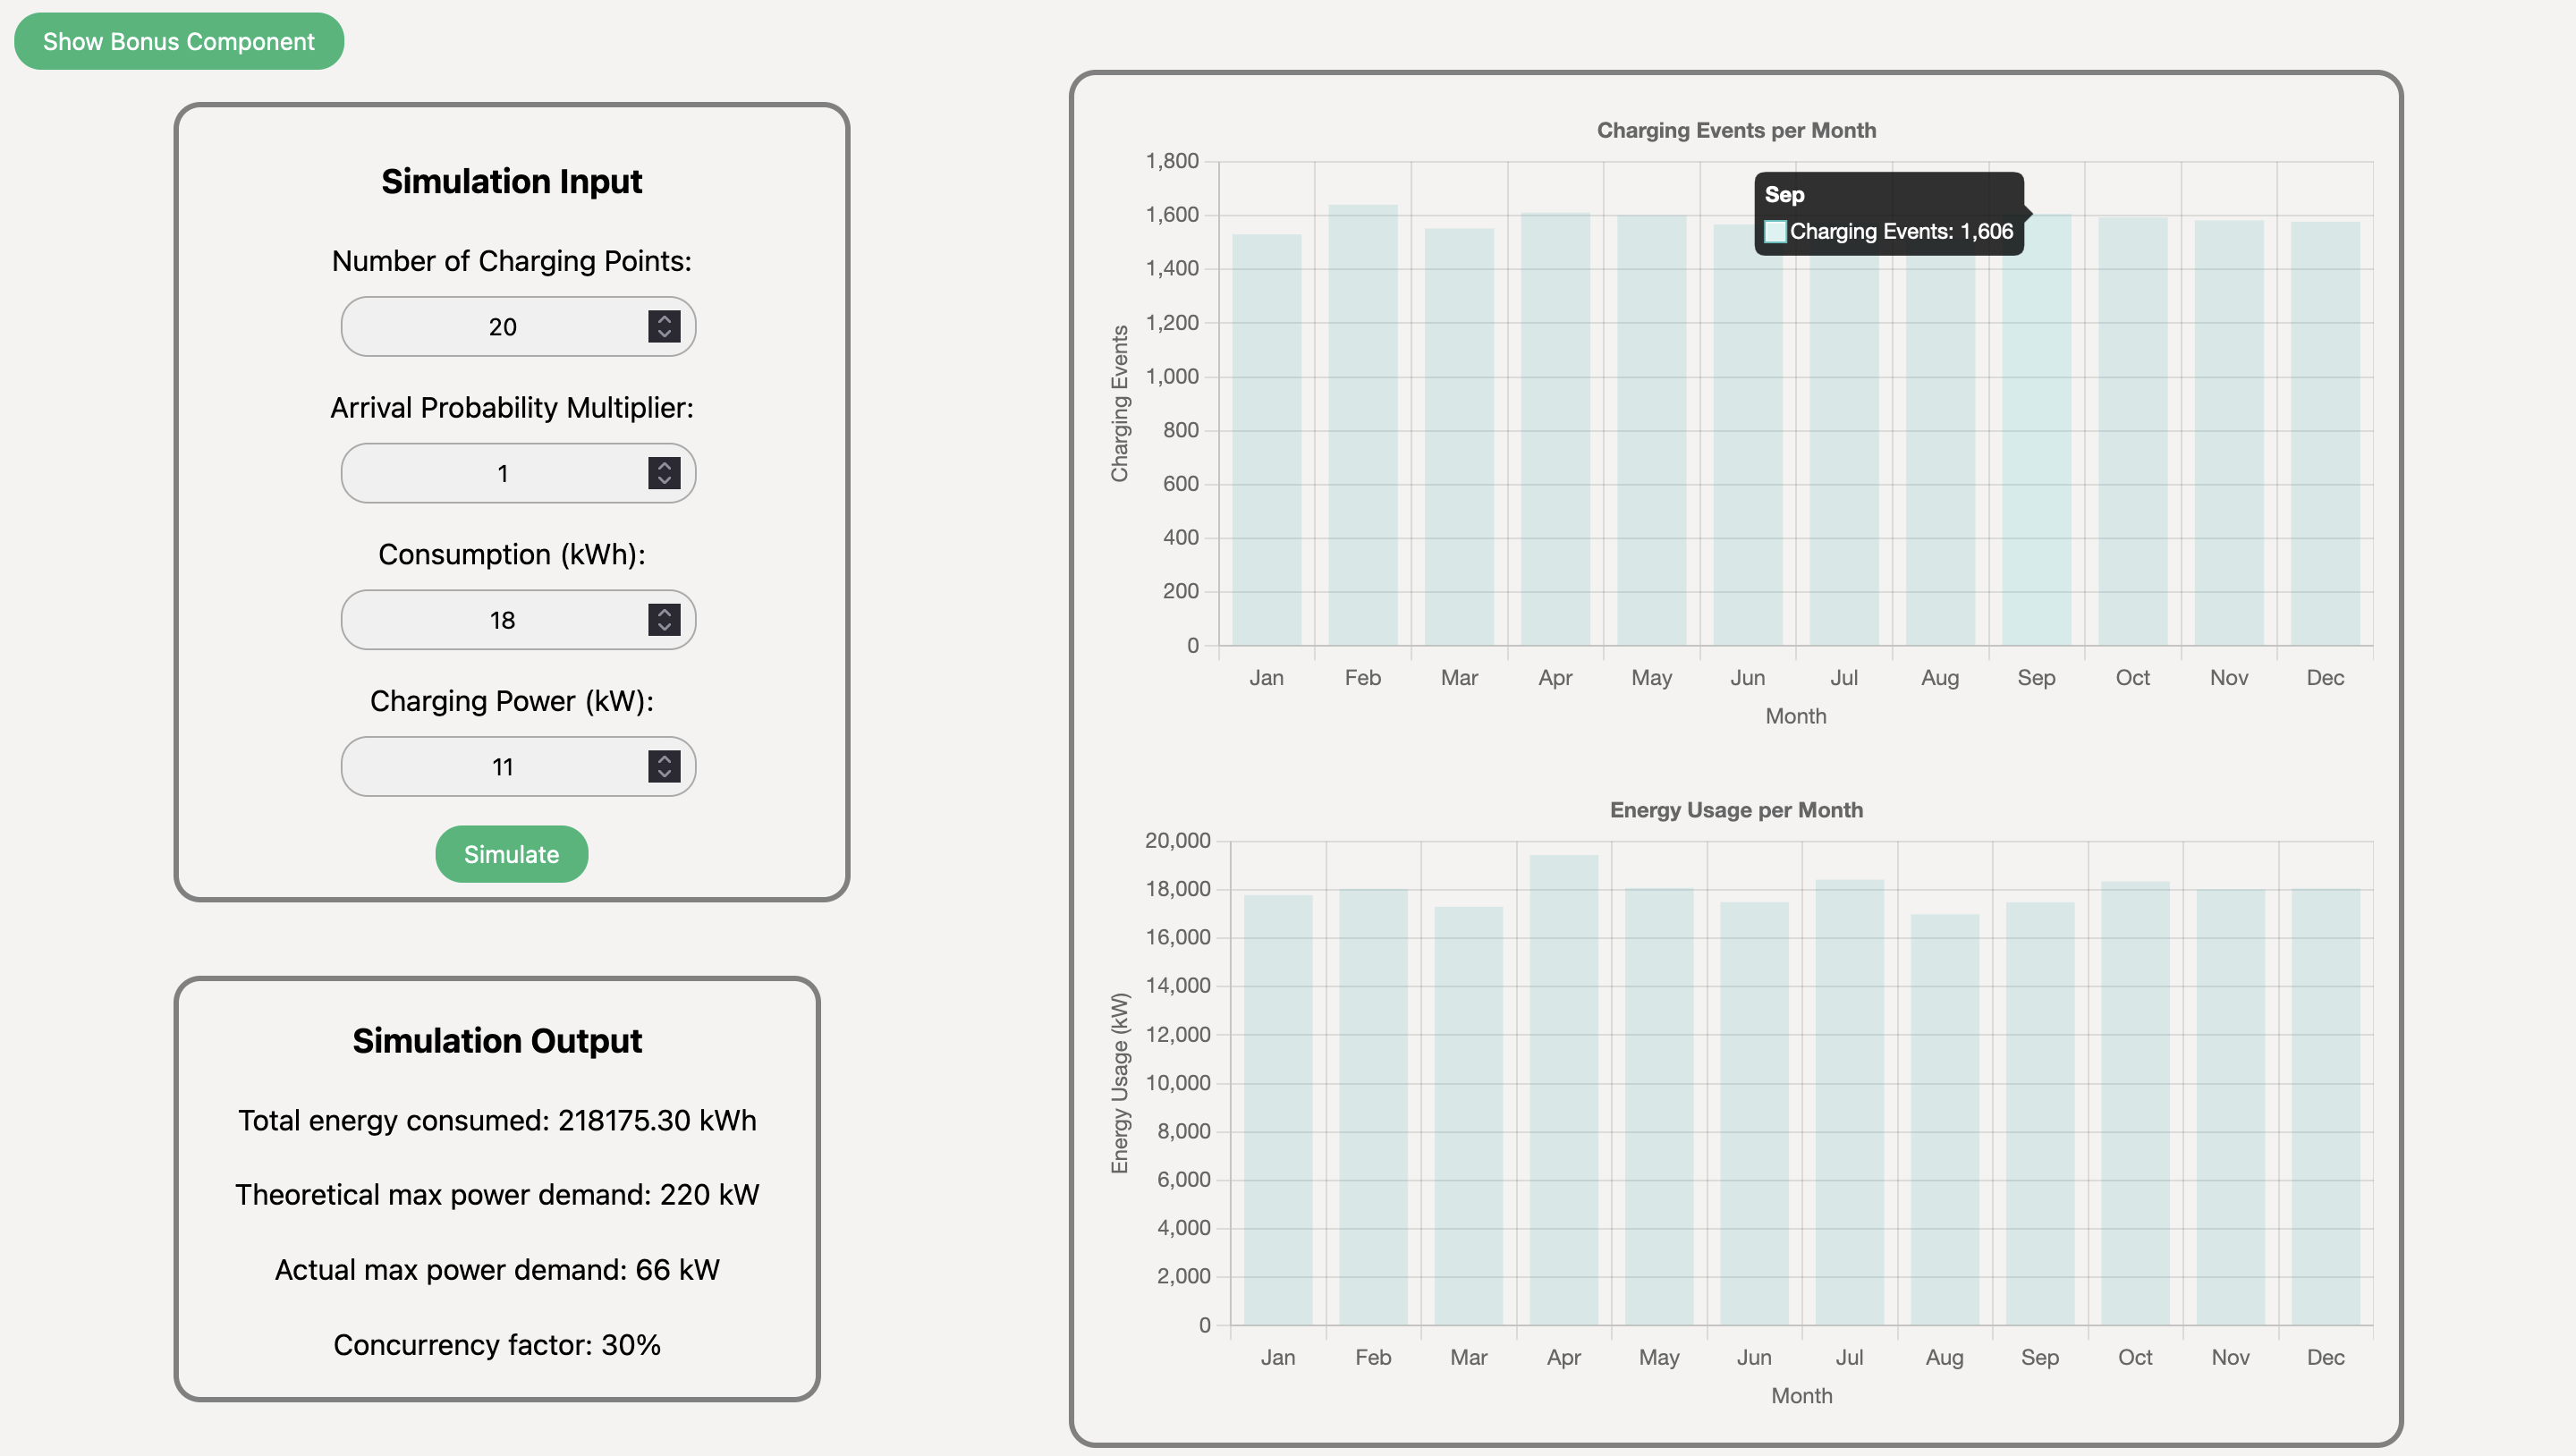 Show Bonus Component
Simulation Input
Number of Charging Points:
20
Arrival Probability Multiplier:
1
Consumption (kWh):
18
Charging Power (kW):
11
Simulate
Simulation Output
Total energy consumed: 218175.30 kWh
Theoretical max power demand: 220 kW
Actual max power demand: 66 kW
Concurrency factor: 30%
Charging Events per Month
Charging Events
1,800
1,600
1,400
1,200
1,000
800
600
400
200
0
Sep
Charging Events: 1,606
Jan Feb Mar Apr May Jun Jul Aug Sep Oct Nov Dec
Month
Energy Usage per Month
Energy Usage (kW)
20,000
18,000
16,000
14,000
12,000
10,000
8,000
6,000
4,000
2,000
0
Jan Feb Mar Apr May Jun Jul Aug Sep Oct Nov Dec
Month